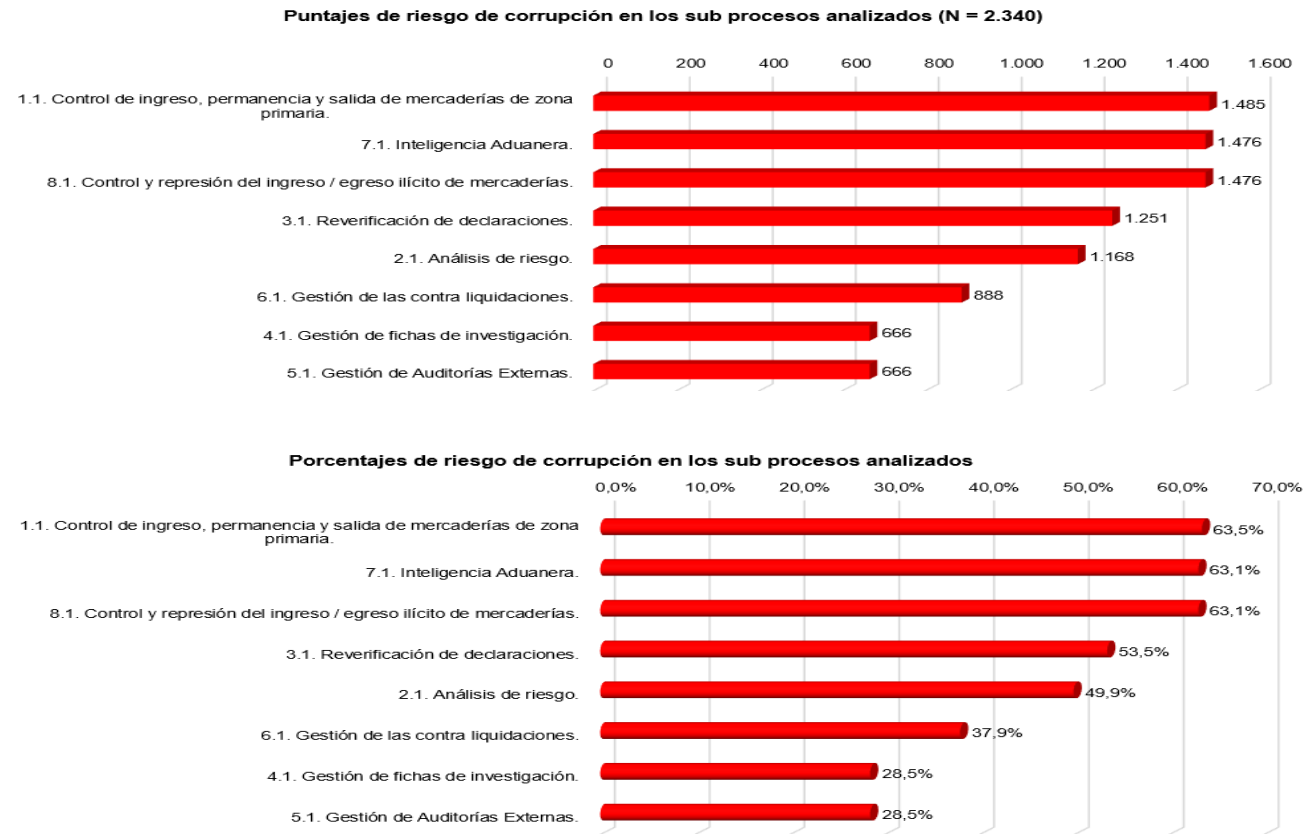 Puntajes de riesgo de corrupción en los sub procesos analizados (N = 2.340)
0 200 400 600 800 1.000 1.200 1.400 1.600
1.1. Control de ingreso, permanencia y salida de mercaderías de zona
primaria.
1.485
7.1. Inteligencia Aduanera.
1.476
8.1. Control y represión del ingreso / egreso ilícito de mercaderías.
1.476
3.1. Reverificación de declaraciones.
1.251
2.1. Análisis de riesgo.
1.168
6.1. Gestión de las contra liquidaciones.
888
4.1. Gestión de fichas de investigación.
666
5.1. Gestión de Auditorías Externas.
666
Porcentajes de riesgo de corrupción en los sub procesos analizados
0,0% 10,0% 20,0% 30,0% 40,0% 50,0% 60,0% 70,0%
1.1. Control de ingreso, permanencia y salida de mercaderías de zona
primaria.
63,5%
7.1. Inteligencia Aduanera.
63,1%
8.1. Control y represión del ingreso / egreso ilícito de mercaderías.
63,1%
3.1. Reverificación de declaraciones.
53,5%
2.1. Análisis de riesgo.
49,9%
6.1. Gestión de las contra liquidaciones.
37,9%
4.1. Gestión de fichas de investigación.
28,5%
5.1. Gestión de Auditorías Externas.
28,5%